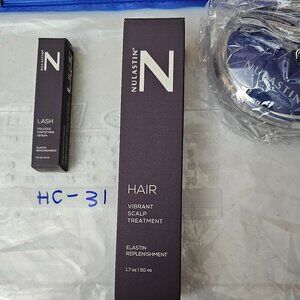 NULASTIN
N
LASH
FOLLICLE
FORTIFYING
SERUM
ELASTIN
REPLENISHMENT
HC-31
NULASTIN
N
HAIR
VIBRANT
SCALP
TREATMENT
ELASTIN
REPLENISHMENT
1.7 oz | 50 ml
NULASTIN